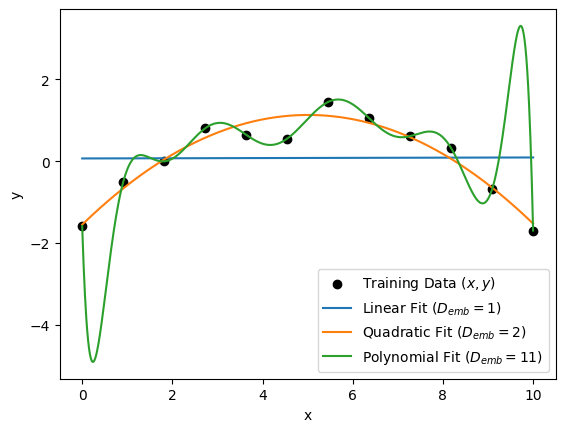 2
0
−2
−4
y
0
2
4
6
8
10
x
Training Data (x, y)
Linear Fit (D_emb = 1)
Quadratic Fit (D_emb = 2)
Polynomial Fit (D_emb = 11)